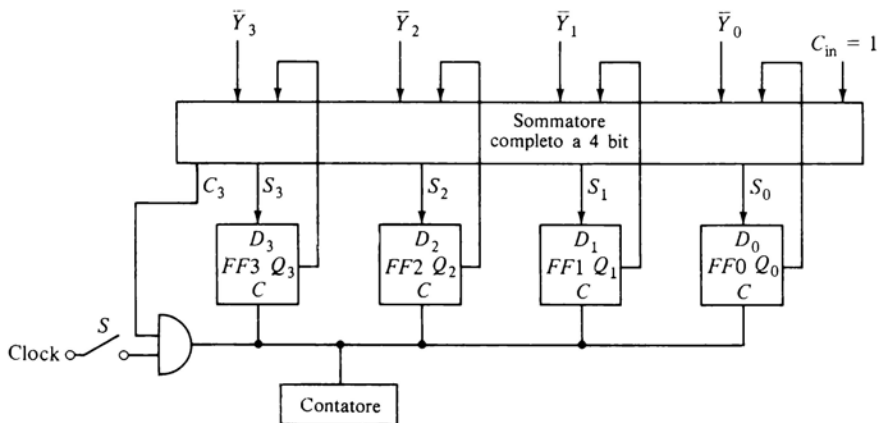 Ȳ3 Ȳ2 Ȳ1 Ȳ0
Cin = 1
Sommatore
completo a 4 bit
C3 S3 S2 S1 S0
D3 D2 D1 D0
FF3 Q3 FF2 Q2 FF1 Q1 FF0 Q0
C C C C
S
Clock
Contatore